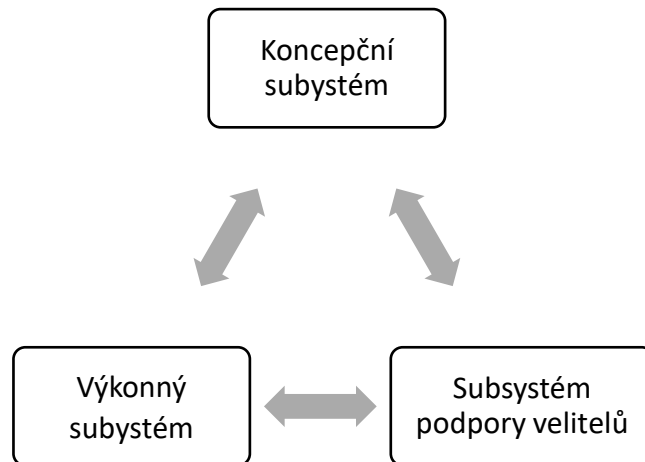 Koncepční
subystém
Výkonný
subystém
Subsystém
podpory velitelů